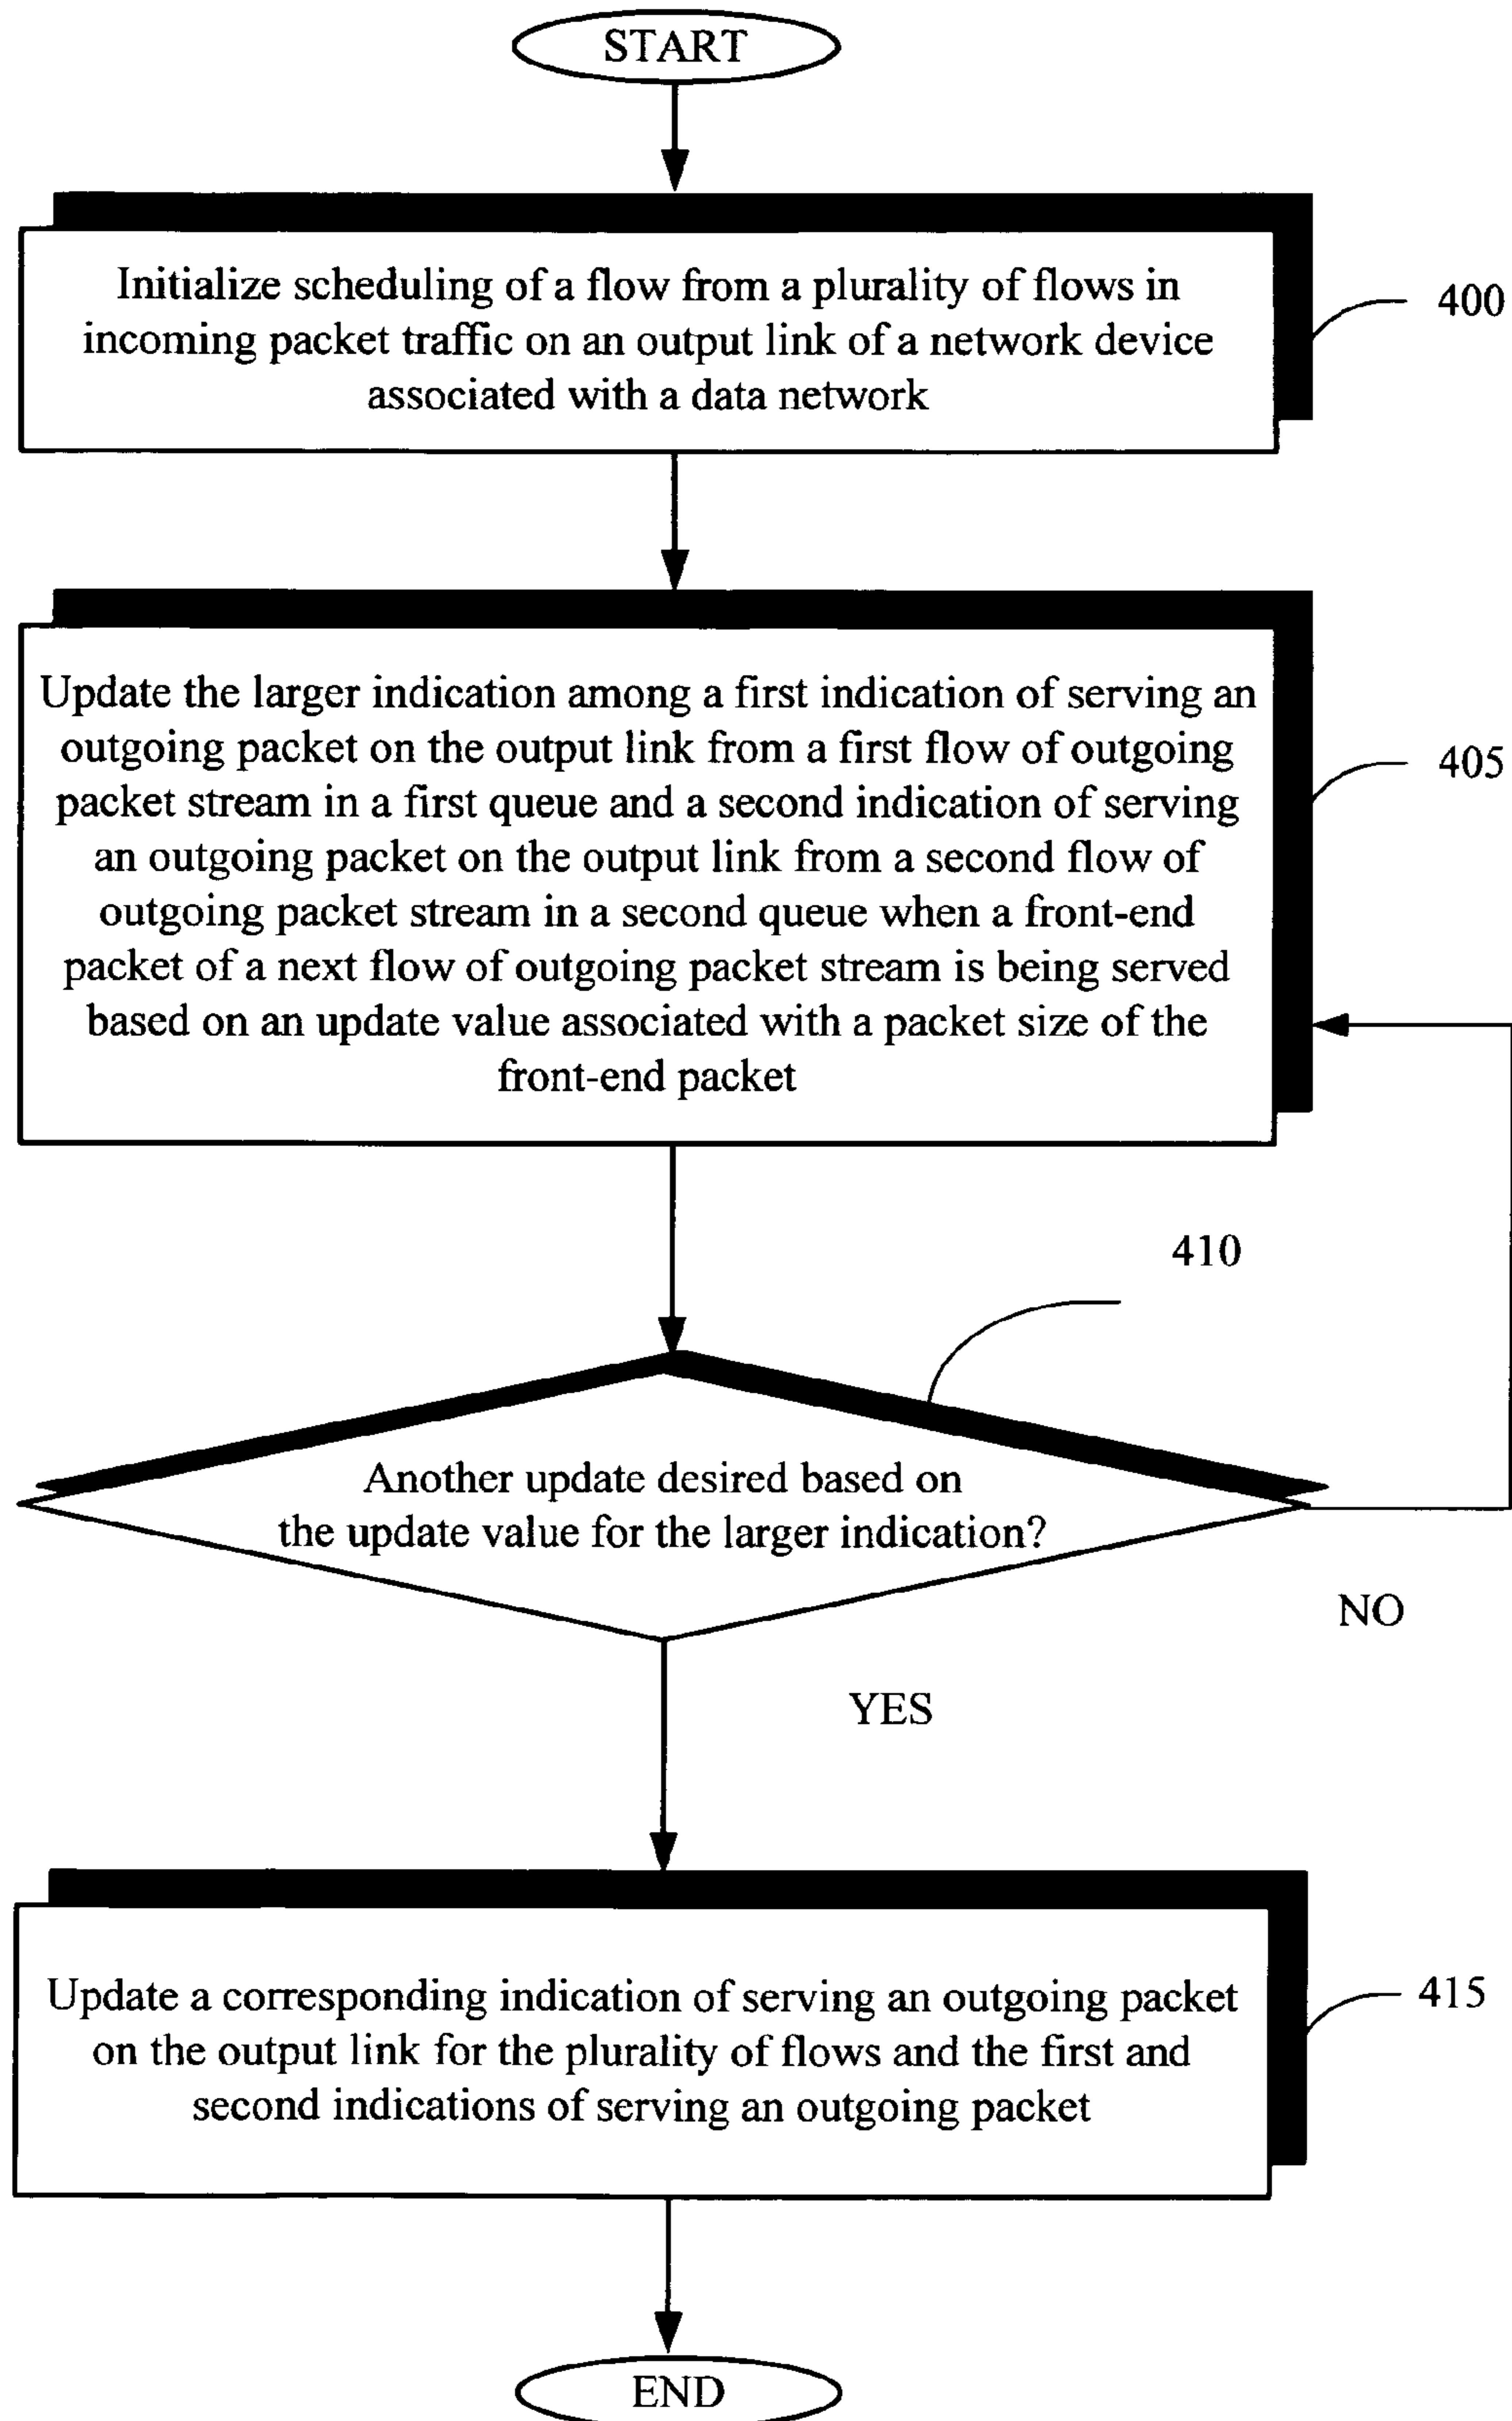 START
Initialize scheduling of a flow from a plurality of flows in
incoming packet traffic on an output link of a network device
associated with a data network
400
Update the larger indication among a first indication of serving an
outgoing packet on the output link from a first flow of outgoing
packet stream in a first queue and a second indication of serving
an outgoing packet on the output link from a second flow of
outgoing packet stream in a second queue when a front-end
packet of a next flow of outgoing packet stream is being served
based on an update value associated with a packet size of the
front-end packet
405
410
Another update desired based on
the update value for the larger indication?
NO
YES
Update a corresponding indication of serving an outgoing packet
on the output link for the plurality of flows and the first and
second indications of serving an outgoing packet
415
END